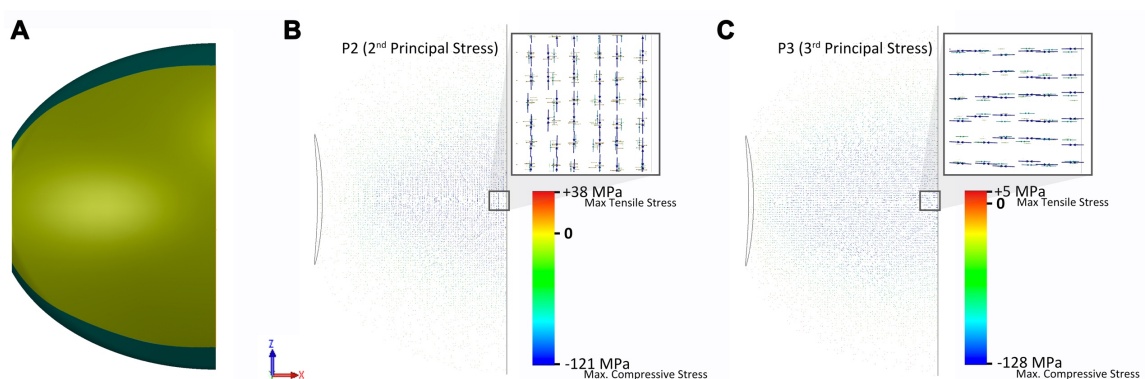 A
B
P2 (2nd Principal Stress)
+38 MPa
Max Tensile Stress
0
-121 MPa
Max. Compressive Stress
Z
X
C
P3 (3rd Principal Stress)
+5 MPa
0
Max Tensile Stress
-128 MPa
Max. Compressive Stress